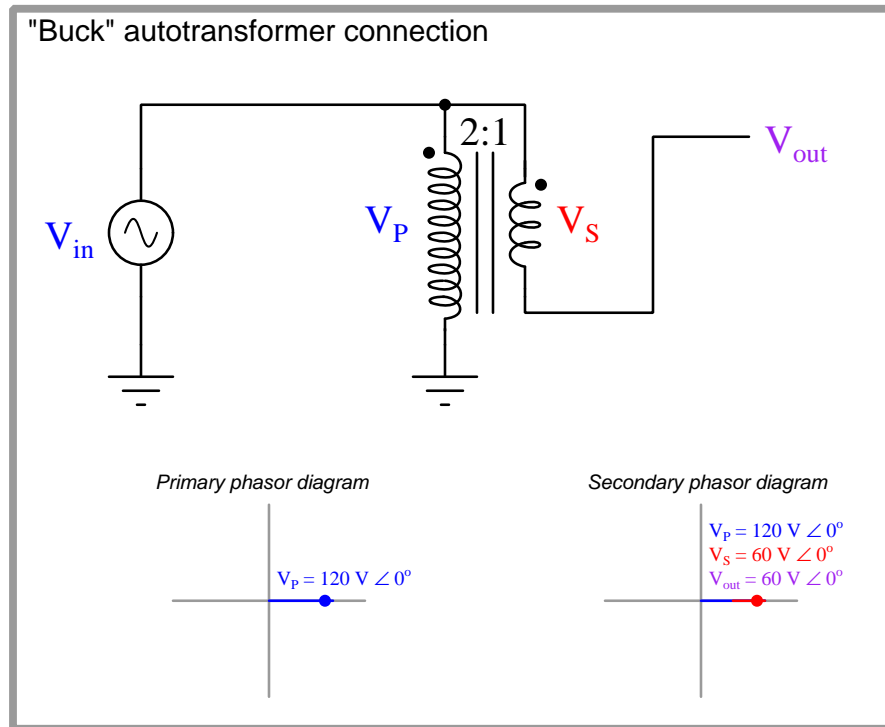 "Buck" autotransformer connection
2:1
V_out
V_in
V_P
V_S
Primary phasor diagram
V_P = 120 V ∠ 0°
Secondary phasor diagram
V_P = 120 V ∠ 0°
V_S = 60 V ∠ 0°
V_out = 60 V ∠ 0°